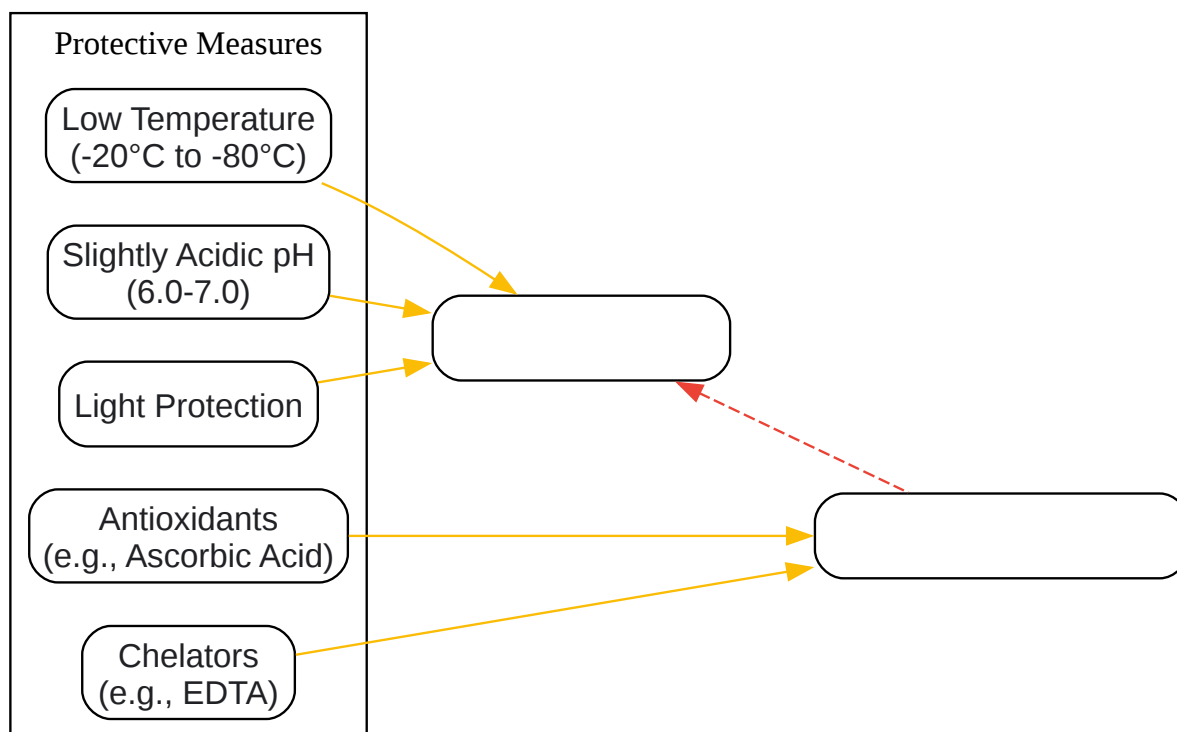 Protective Measures
Low Temperature
(-20°C to -80°C)
Slightly Acidic pH
(6.0-7.0)
Light Protection
Antioxidants
(e.g., Ascorbic Acid)
Chelators
(e.g., EDTA)